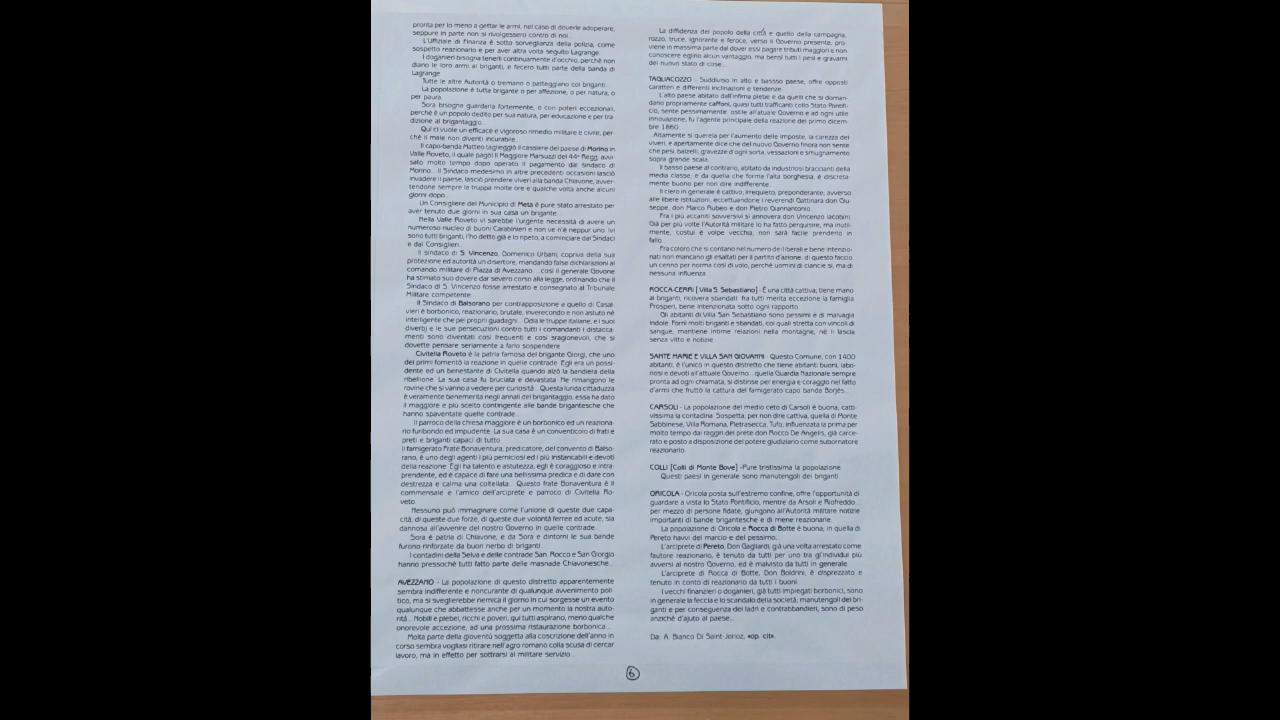 pronta per lo meno a gettar le armi, nel caso di doverle adoperare,
seppure in parte non si rivolgessero contro di noi...
L'Uffiziale di Finanza è sotto sorveglianza della polizia, come
sospetto reazionario e per aver altra volta seguito Lagrange.
I doganieri bisogna tenerli continuamente d'occhio, perchè non
diano le loro armi ai briganti, e fecero tutti parte della banda di
Lagrange
Tutte le altre Autorità o tremano o patteggiano coi briganti.
La popolazione è tutta brigante o per affezione, o per natura, o
per paura.
Sora bisogna guardarla fortemente, o con poteri eccezionali,
perchè è un popolo dedito per sua natura, per educazione e per tra-
dizione al brigantaggio...
Qui ci vuole un efficace e vigoroso rimedio militare e civile, per-
chè il male non diventi incurabile...
Il capo-banda Matteo taglieggiò il cassiere del paese di Morino in
Valle Roveto, il quale pagò! Il Maggiore Marsuzzi del 44° Regg. avvi-
sato molto tempo dopo operato il pagamento dal sindaco di
Morino... Il Sindaco medesimo in altre precedenti occasioni lasciò
invadere il paese, lasciò prendere viveri alla banda Chiavone, avver-
tendone sempre la truppa molte ore e qualche volta anche alcuni
giorni dopo...
Un Consigliere del Municipio di Meta è pure stato arrestato per
aver tenuto due giorni in sua casa un brigante...
Nella Valle Roveto vi sarebbe l'urgente necessità di avere un
numeroso nucleo di buoni Carabinieri e non ve n'è neppur uno. Ivi
sono tutti briganti, l'ho detto già e lo ripeto, a cominciare dai Sindaci
e dai Consiglieri...
Il sindaco di S. Vincenzo, Domenico Urbani, copriva della sua
protezione ed autorità un disertore, mandando false dichiarazioni al
comando militare di Piazza di Avezzano ...così il generale Govone
ha stimato suo dovere dar severo corso alla legge, ordinando che il
Sindaco di S. Vincenzo fosse arrestato e consegnato al Tribunale
Militare competente.
Il Sindaco di Balsorano per contrapposizione a quello di Casal-
vieri è borbonico, reazionario, brutale, inverecondo e non astuto nè
intelligente che pei propri guadagni... Odia le truppe italiane, e i suoi
diverbj e le sue persecuzioni contro tutti i comandanti i distacca-
menti sono diventati così frequenti e così sragionevoli, che si
dovette pensare seriamente a farlo sospendere.
Civitella Roveto è la patria famosa del brigante Giorgi, che uno
dei primi fomentò la reazione in quelle contrade. Egli era un possi-
dente ed un benestante di Civitella quando alzò la bandiera della
ribellione. La sua casa fu bruciata e devastata. Ne rimangono le
rovine che si vanno a vedere per curiosità... Questa lurida cittaduzza
è veramente benemerita negli annali del brigantaggio, essa ha dato
il maggiore e più scelto contingente alle bande brigantesche che
hanno spaventate quelle contrade...
Il parroco della chiesa maggiore è un borbonico ed un reaziona-
rio furibondo ed impudente. La sua casa è un conventicolo di frati e
preti e briganti capaci di tutto
Il famigerato Frate Bonaventura, predicatore, del convento di Balso-
rano, è uno degli agenti i più perniciosi ed i più instancabili e devoti
della reazione. Egli ha talento e astutezza, egli è coraggioso e intra-
prendente, ed è capace di fare una bellissima predica e di dare con
destrezza e calma una coltellata... Questo frate Bonaventura è il
commensale e l'amico dell'arciprete e parroco di Civitella Ro-
veto.
Nessuno può immaginare come l'unione di queste due capa-
cità, di queste due forze, di queste due volontà ferree ed acute, sia
dannosa all'avvenire del nostro Governo in quelle contrade...
Sora è patria di Chiavone, e da Sora e dintorni le sue bande
furono rinforzate da buon nerbo di briganti.
I contadini della Selva e delle contrade San. Rocco e San Giorgio
hanno pressochè tutti fatto parte delle masnade Chiavonesche...
AVEZZANO - La popolazione di questo distretto apparentemente
sembra indifferente e noncurante di qualunque avvenimento poli-
tico, ma si sveglierebbe nemica il giorno in cui sorgesse un evento
qualunque che abbattesse anche per un momento la nostra auto-
rità... Nobili e plebei, ricchi e poveri, qui tutti aspirano, meno qualche
onorevole accezione, ad una prossima ristaurazione borbonica...
Molta parte della gioventù soggetta alla coscrizione dell'anno in
corso sembra vogliasi ritirare nell'agro romano colla scusa di cercar
lavoro, ma in effetto per sottrarsi al militare servizio...
La diffidenza del popolo della città e quello della campagna,
rozzo, truce, ignorante e feroce, verso il Governo presente, pro-
viene in massima parte dal dover essi pagare tributi maggiori e non
conoscere eglino alcun vantaggio, ma bensì tutti i pesi e gravami
del nuovo stato di cose...
TAGLIACOZZO - Suddiviso in alto e bassso paese, offre opposti
caratteri e differenti inclinazioni e tendenze.
L'alto paese abitato dall'infima plebe e da quelli che si doman-
dano propriamente caffoni, quasi tutti trafficanti collo Stato Ponteifi-
cio, sente pessimamente: ostile all'attuale Governo e ad ogni utile
innovazione, fu l'agente principale della reazione del primo dicem-
bre 1860...
Altamente si querela per l'aumento delle imposte, la carezza dei
viveri, e apertamente dice che del nuovo Governo finora non sente
che pesi, balzelli, gravezze d'ogni sorta, vessazioni e smugnamento
sopra grande scala.
Il basso paese al contrario, abitato da industriosi braccianti della
media classe, e da quella che forma l'alta borghesia, è discreta-
mente buono per non dire indifferente.
Il clero in generale è cattivo, irrequieto, preponderante, avverso
alle libere istituzioni, eccettuandone i reverendi Gattinara don Giu-
seppe, don Marco Rubeo e don Pietro Giannantonio.
Fra i più accaniti sovversivi si annovera don Vincenzo Iacobini.
Già per più volte l'Autorità militare lo ha fatto perquisire, ma inutil-
mente, costui è volpe vecchia, non sarà facile prenderlo in
fallo.
Fra coloro che si contano nel numero dei liberali e bene intenzio-
nati non mancano gli esaltati per il partito d'azione: di questo faccio
un cenno per norma così di volo, perchè uomini di ciancie sì, ma di
nessuna influenza.
ROCCA-CERRI [ Villa S. Sebastiano] - È una città cattiva, tiene mano
ai briganti, ricovera sbandati: fra tutti merita eccezione la famiglia
Prosperi, bene intenzionata sotto ogni rapporto.
Gli abitanti di Villa San Sebastiano sono pessimi e di malvagia
indole. Fornì molti briganti e sbandati, coi quali stretta con vincoli di
sangue, mantiene intime relazioni nella montagne, nè li lascia
senza vitto e notizie.
SANTE MARIE E VILLA SAN GIOVANNI - Questo Comune, con 1400
abitanti, è l'unico in questo distretto che tiene abitanti buoni, labo-
riosi e devoti all'attuale Governo... quella Guardia Nazionale sempre
pronta ad ogni chiamata, si distinse per energia e coraggio nel fatto
d'armi che fruttò la cattura del famigerato capo banda Borjés...
CARSOLI - La popolazione del medio ceto di Carsoli è buona, catti-
vissima la contadina. Sospetta, per non dire cattiva, quella di Monte
Sabbinese, Villa Romana, Pietrasecca, Tufo, influenzata la prima per
molto tempo dai raggiri del prete don Rocco De Angelis, già carce-
rato e posto a disposizione del potere giudiziario come subornatore
reazionario.
COLLI [Colli di Monte Bove] -Pure tristissima la popolazione.
Questi paesi in generale sono manutengoli dei briganti.
ORICOLA - Oricola posta sull'estremo confine, offre l'opportunità di
guardare a vista lo Stato Pontificio, mentre da Arsoli e Riofreddo...
per mezzo di persone fidate, giungono all'Autorità militare notizie
importanti di bande brigantesche e di mene reazionarie.
La popolazione di Oricola e Rocca di Botte è buona; in quella di
Pereto havvi del marcio e del pessimo.
L'arciprete di Pereto, Don Gagliardi, già una volta arrestato come
fautore reazionario, è tenuto da tutti per uno tra gl'individui più
avversi al nostro Governo, ed è malvisto da tutti in generale.
L'arciprete di Rocca di Botte, Don Boldrini, è disprezzato e
tenuto in conto di reazionario da tutti i buoni.
I vecchi finanzieri o doganieri, già tutti impiegati borbonici, sono
in generale la feccia e lo scandalo della società, manutengoli dei bri-
ganti e per conseguenza dei ladri e contrabbandieri, sono di peso
anzichè d'ajuto al paese...
Da: A. Bianco Di Saint-Jorioz, «op. cit».
6